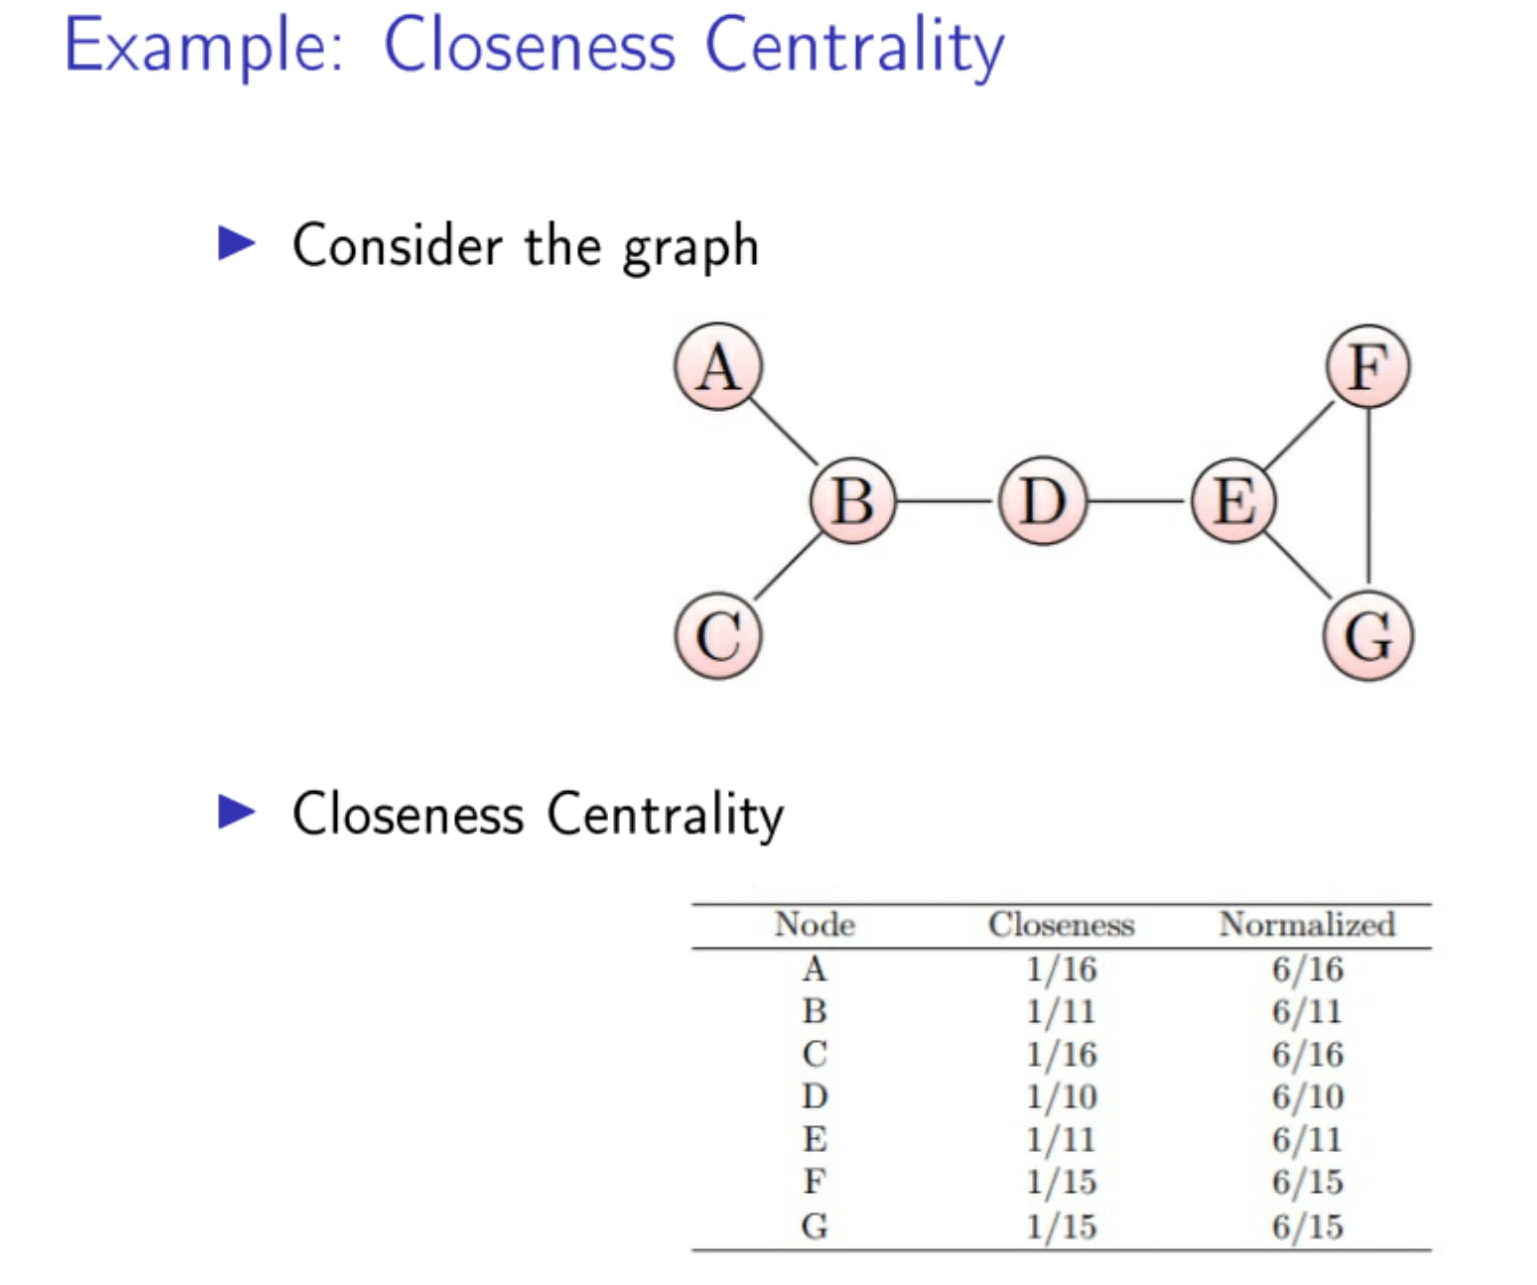 Example: Closeness Centrality
Consider the graph
A
F
B
D
E
C
G
Closeness Centrality
Node Closeness Normalized
A 1/16 6/16
B 1/11 6/11
C 1/16 6/16
D 1/10 6/10
E 1/11 6/11
F 1/15 6/15
G 1/15 6/15